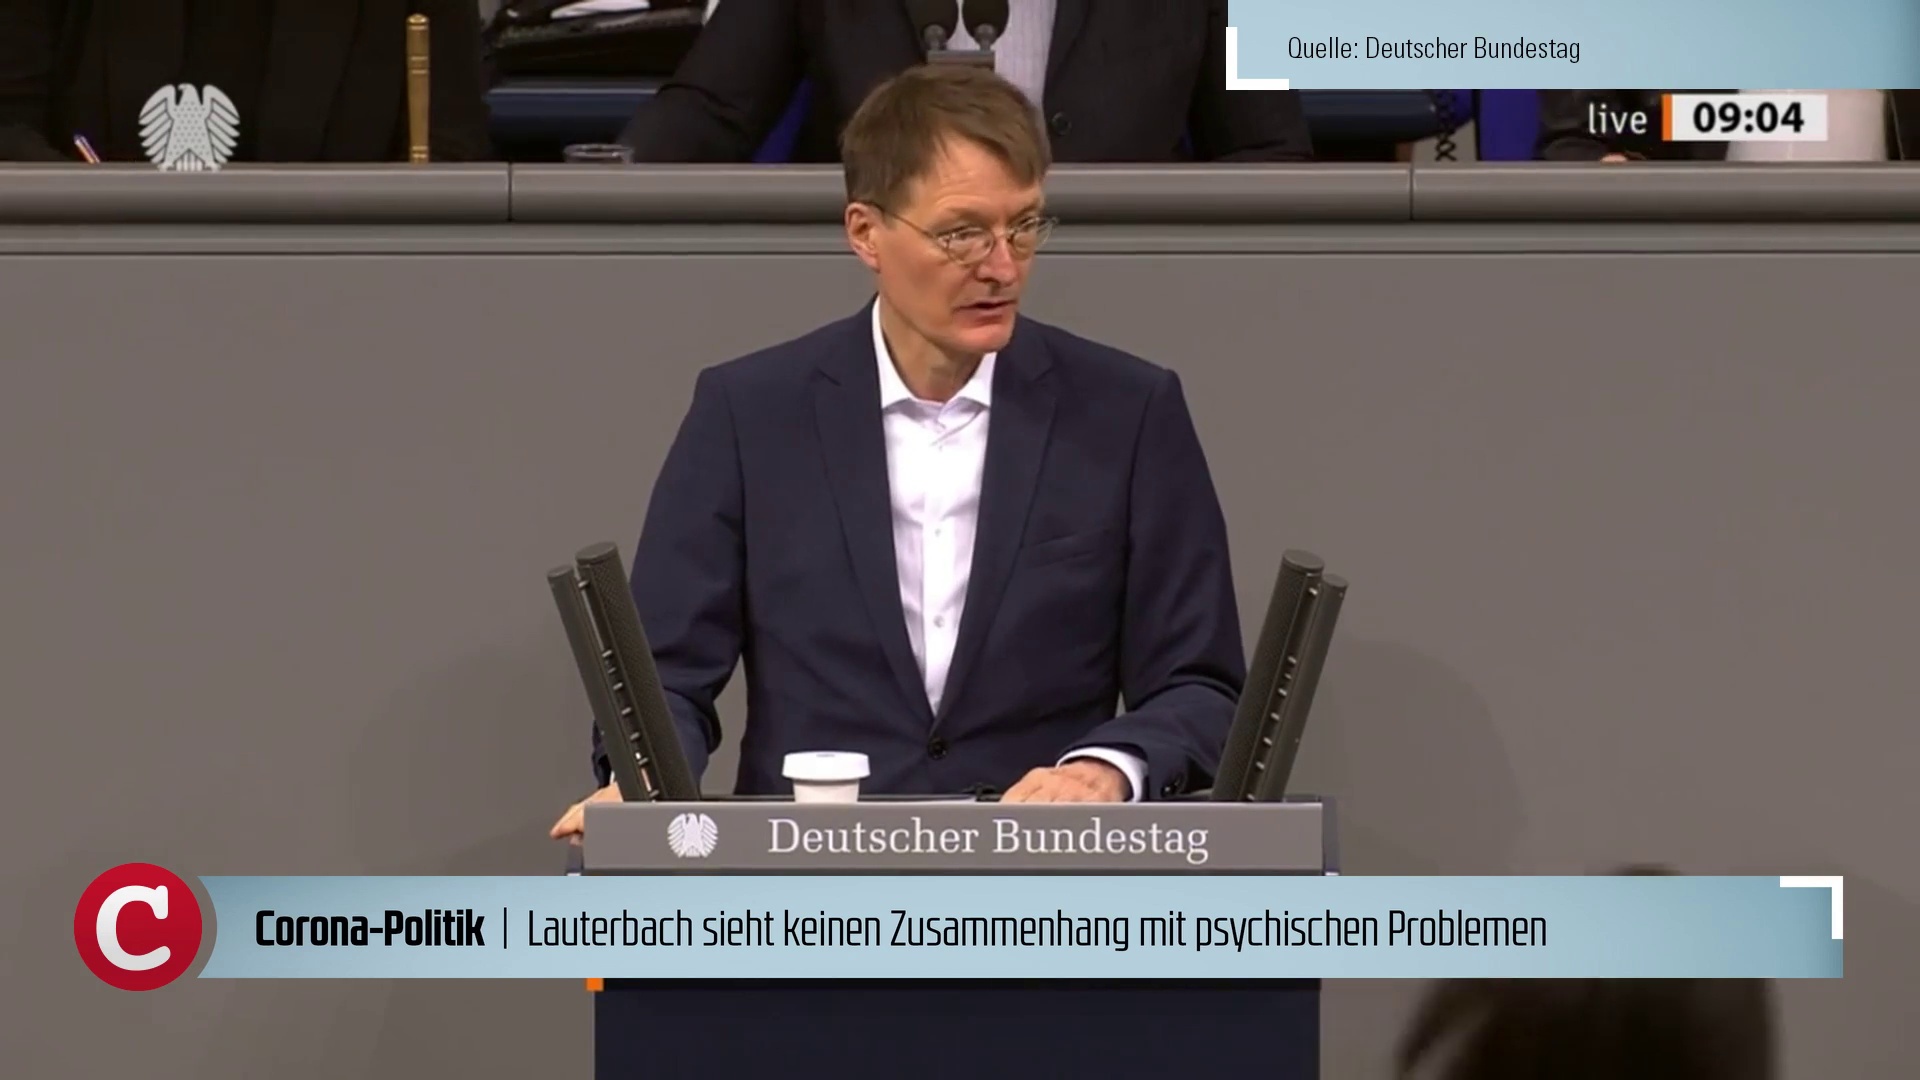 Quelle: Deutscher Bundestag
live 09:04
Deutscher Bundestag
C
Corona-Politik | Lauterbach sieht keinen Zusammenhang mit psychischen Problemen